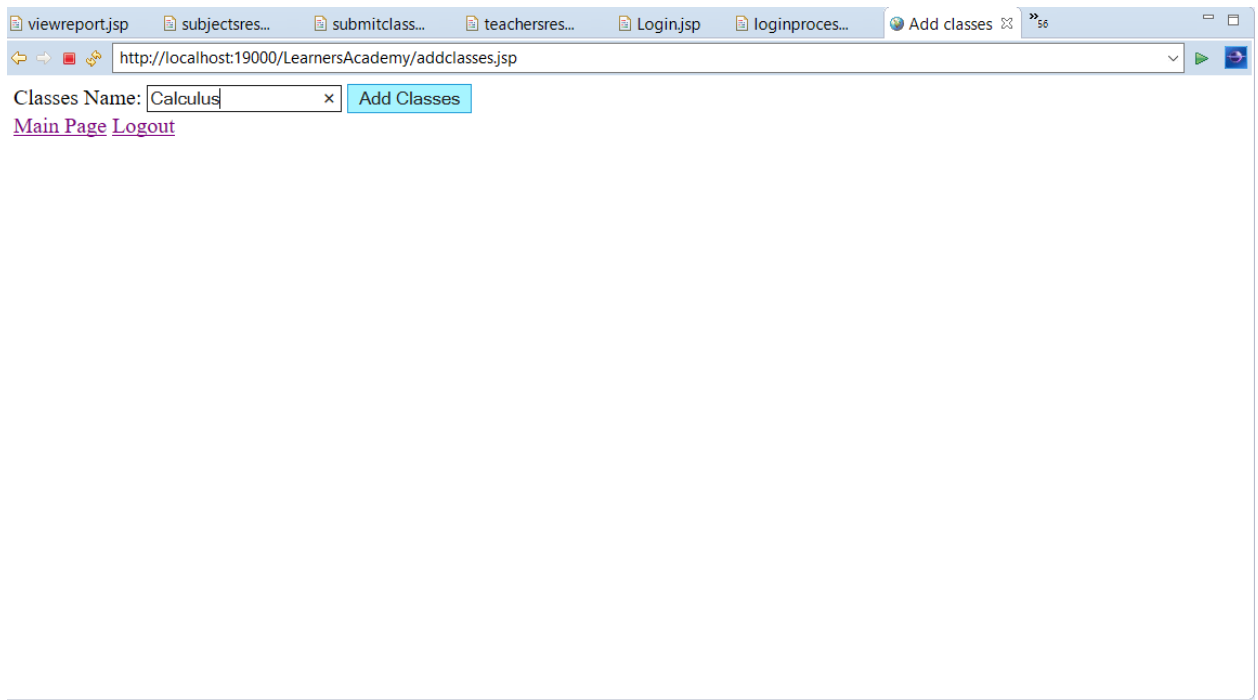 viewreport.jsp subjectsres... submitclass... teachersres... Login.jsp loginproces... Add classes »56
http://localhost:19000/LearnersAcademy/addclasses.jsp
Classes Name: Calculus × Add Classes
Main Page Logout